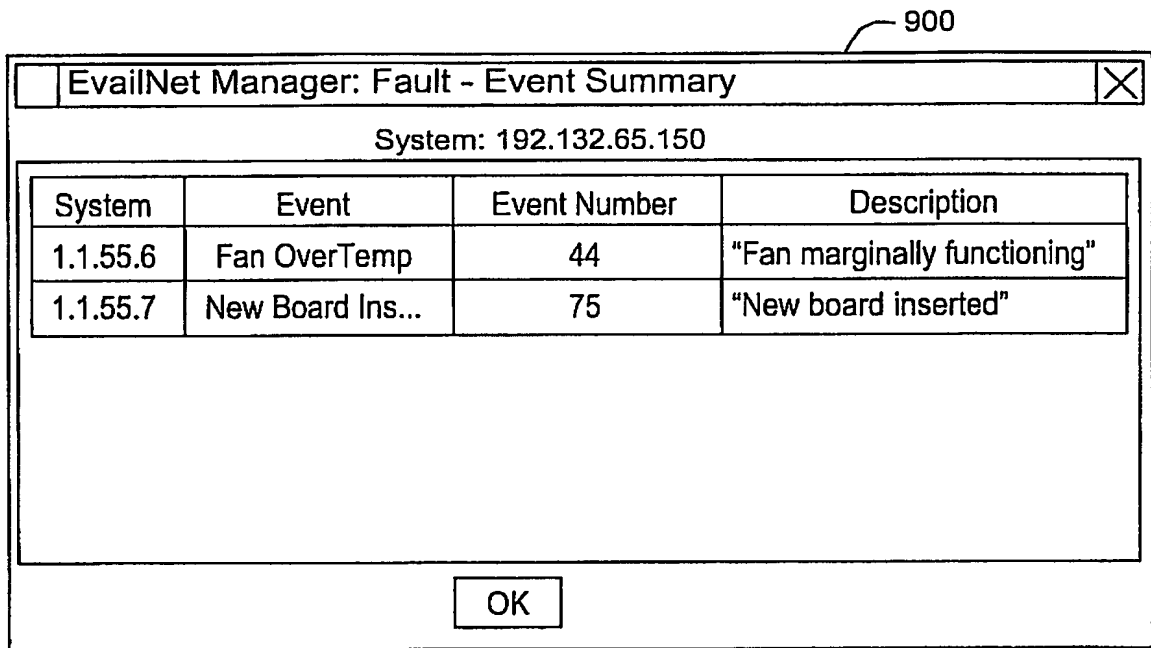 900
EvailNet Manager: Fault - Event Summary
System: 192.132.65.150
System Event Event Number Description
1.1.55.6 Fan OverTemp 44 "Fan marginally functioning"
1.1.55.7 New Board Ins... 75 "New board inserted"
OK